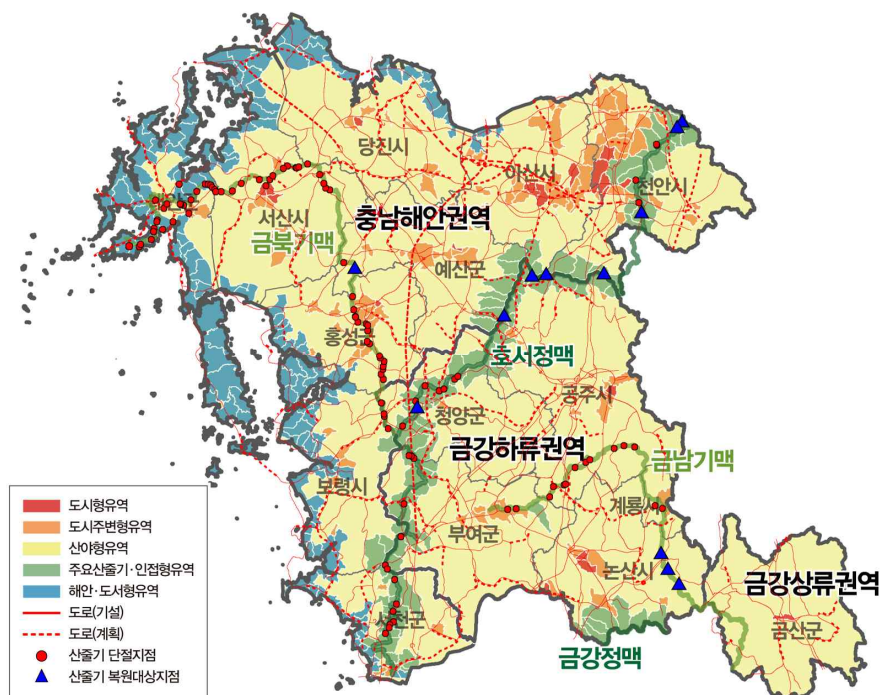 당진시
아산시
천안시
서산시
충남해안권역
금북기맥
예산군
홍성군
호서정맥
공주시
청양군
금강하류권역
금남기맥
보령시
계룡시
부여군
논산시
금강상류권역
서천군
금산군
금강정맥
도시형유역
도시주변형유역
산야형유역
주요산줄기·인접형유역
해안·도서형유역
도로(기설)
도로(계획)
산줄기 단절지점
산줄기 복원대상지점